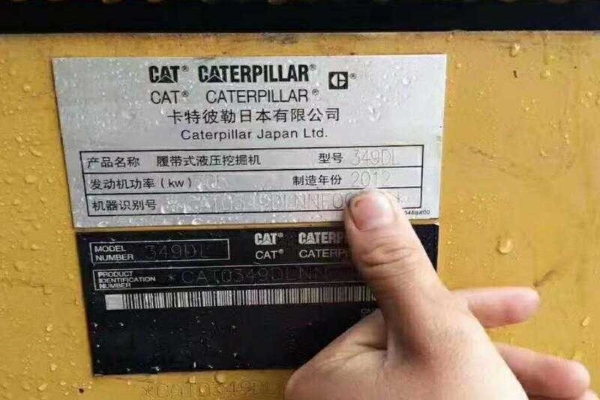 CAT CATERPILLAR
CAT® CATERPILLAR®
卡特彼勒日本有限公司
Caterpillar Japan Ltd.
产品名称 履带式液压挖掘机 型号 349DL
发动机功率（kw） 制造年份 2012
机器识别号
MODEL NUMBER 349DL CAT
CAT®
PRODUCT IDENTIFICATION NUMBER *CAT0349DL
*CAT0349DL